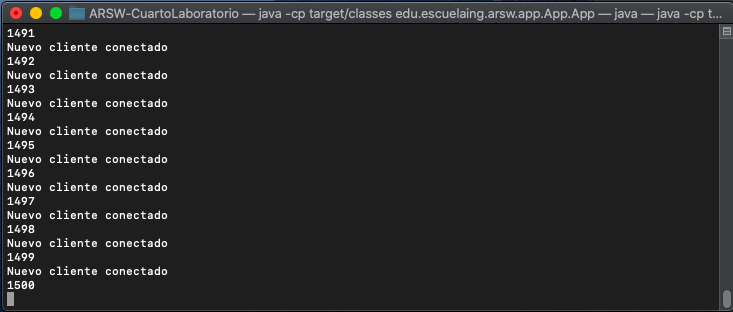 ARSW-CuartoLaboratorio — java -cp target/classes edu.escuelaing.arsw.app.App.App — java — java -cp t...
1491
Nuevo cliente conectado
1492
Nuevo cliente conectado
1493
Nuevo cliente conectado
1494
Nuevo cliente conectado
1495
Nuevo cliente conectado
1496
Nuevo cliente conectado
1497
Nuevo cliente conectado
1498
Nuevo cliente conectado
1499
Nuevo cliente conectado
1500